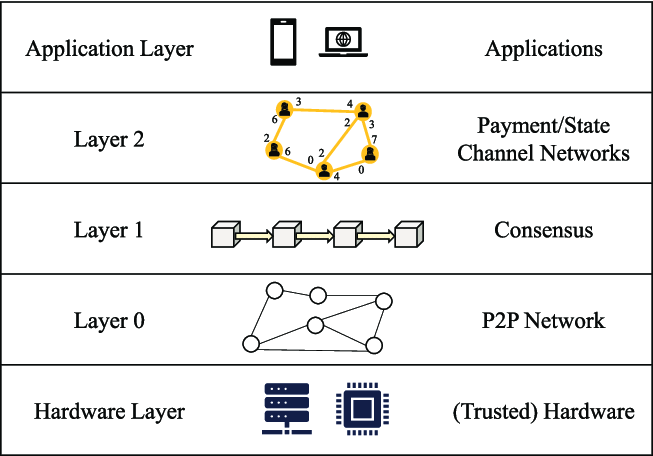 Application Layer
Applications
Layer 2
3
4
6
2
3
2
6
2
7
0
4
0
Payment/State
Channel Networks
Layer 1
Consensus
Layer 0
P2P Network
Hardware Layer
(Trusted) Hardware